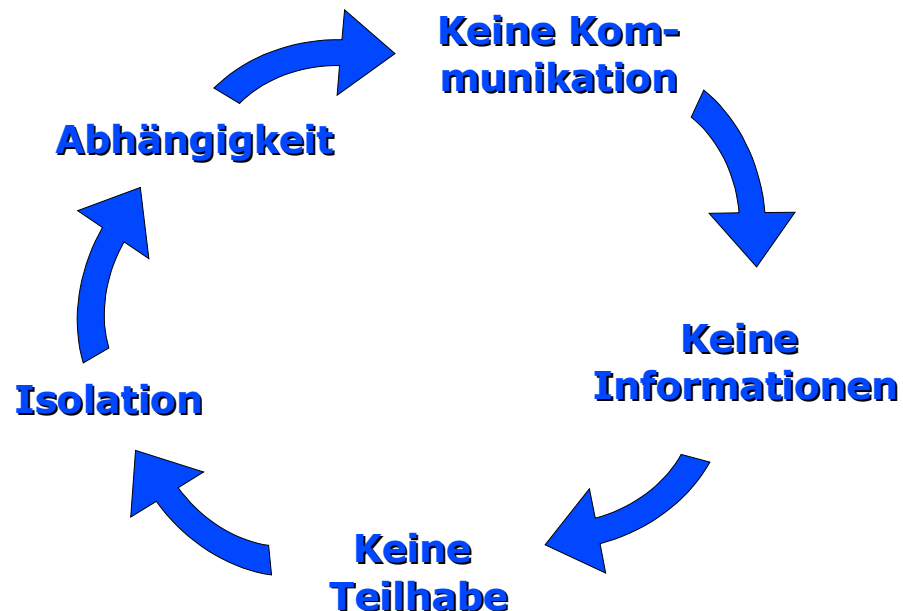 Keine Kom-
munikation
Abhängigkeit
Keine
Informationen
Isolation
Keine
Teilhabe